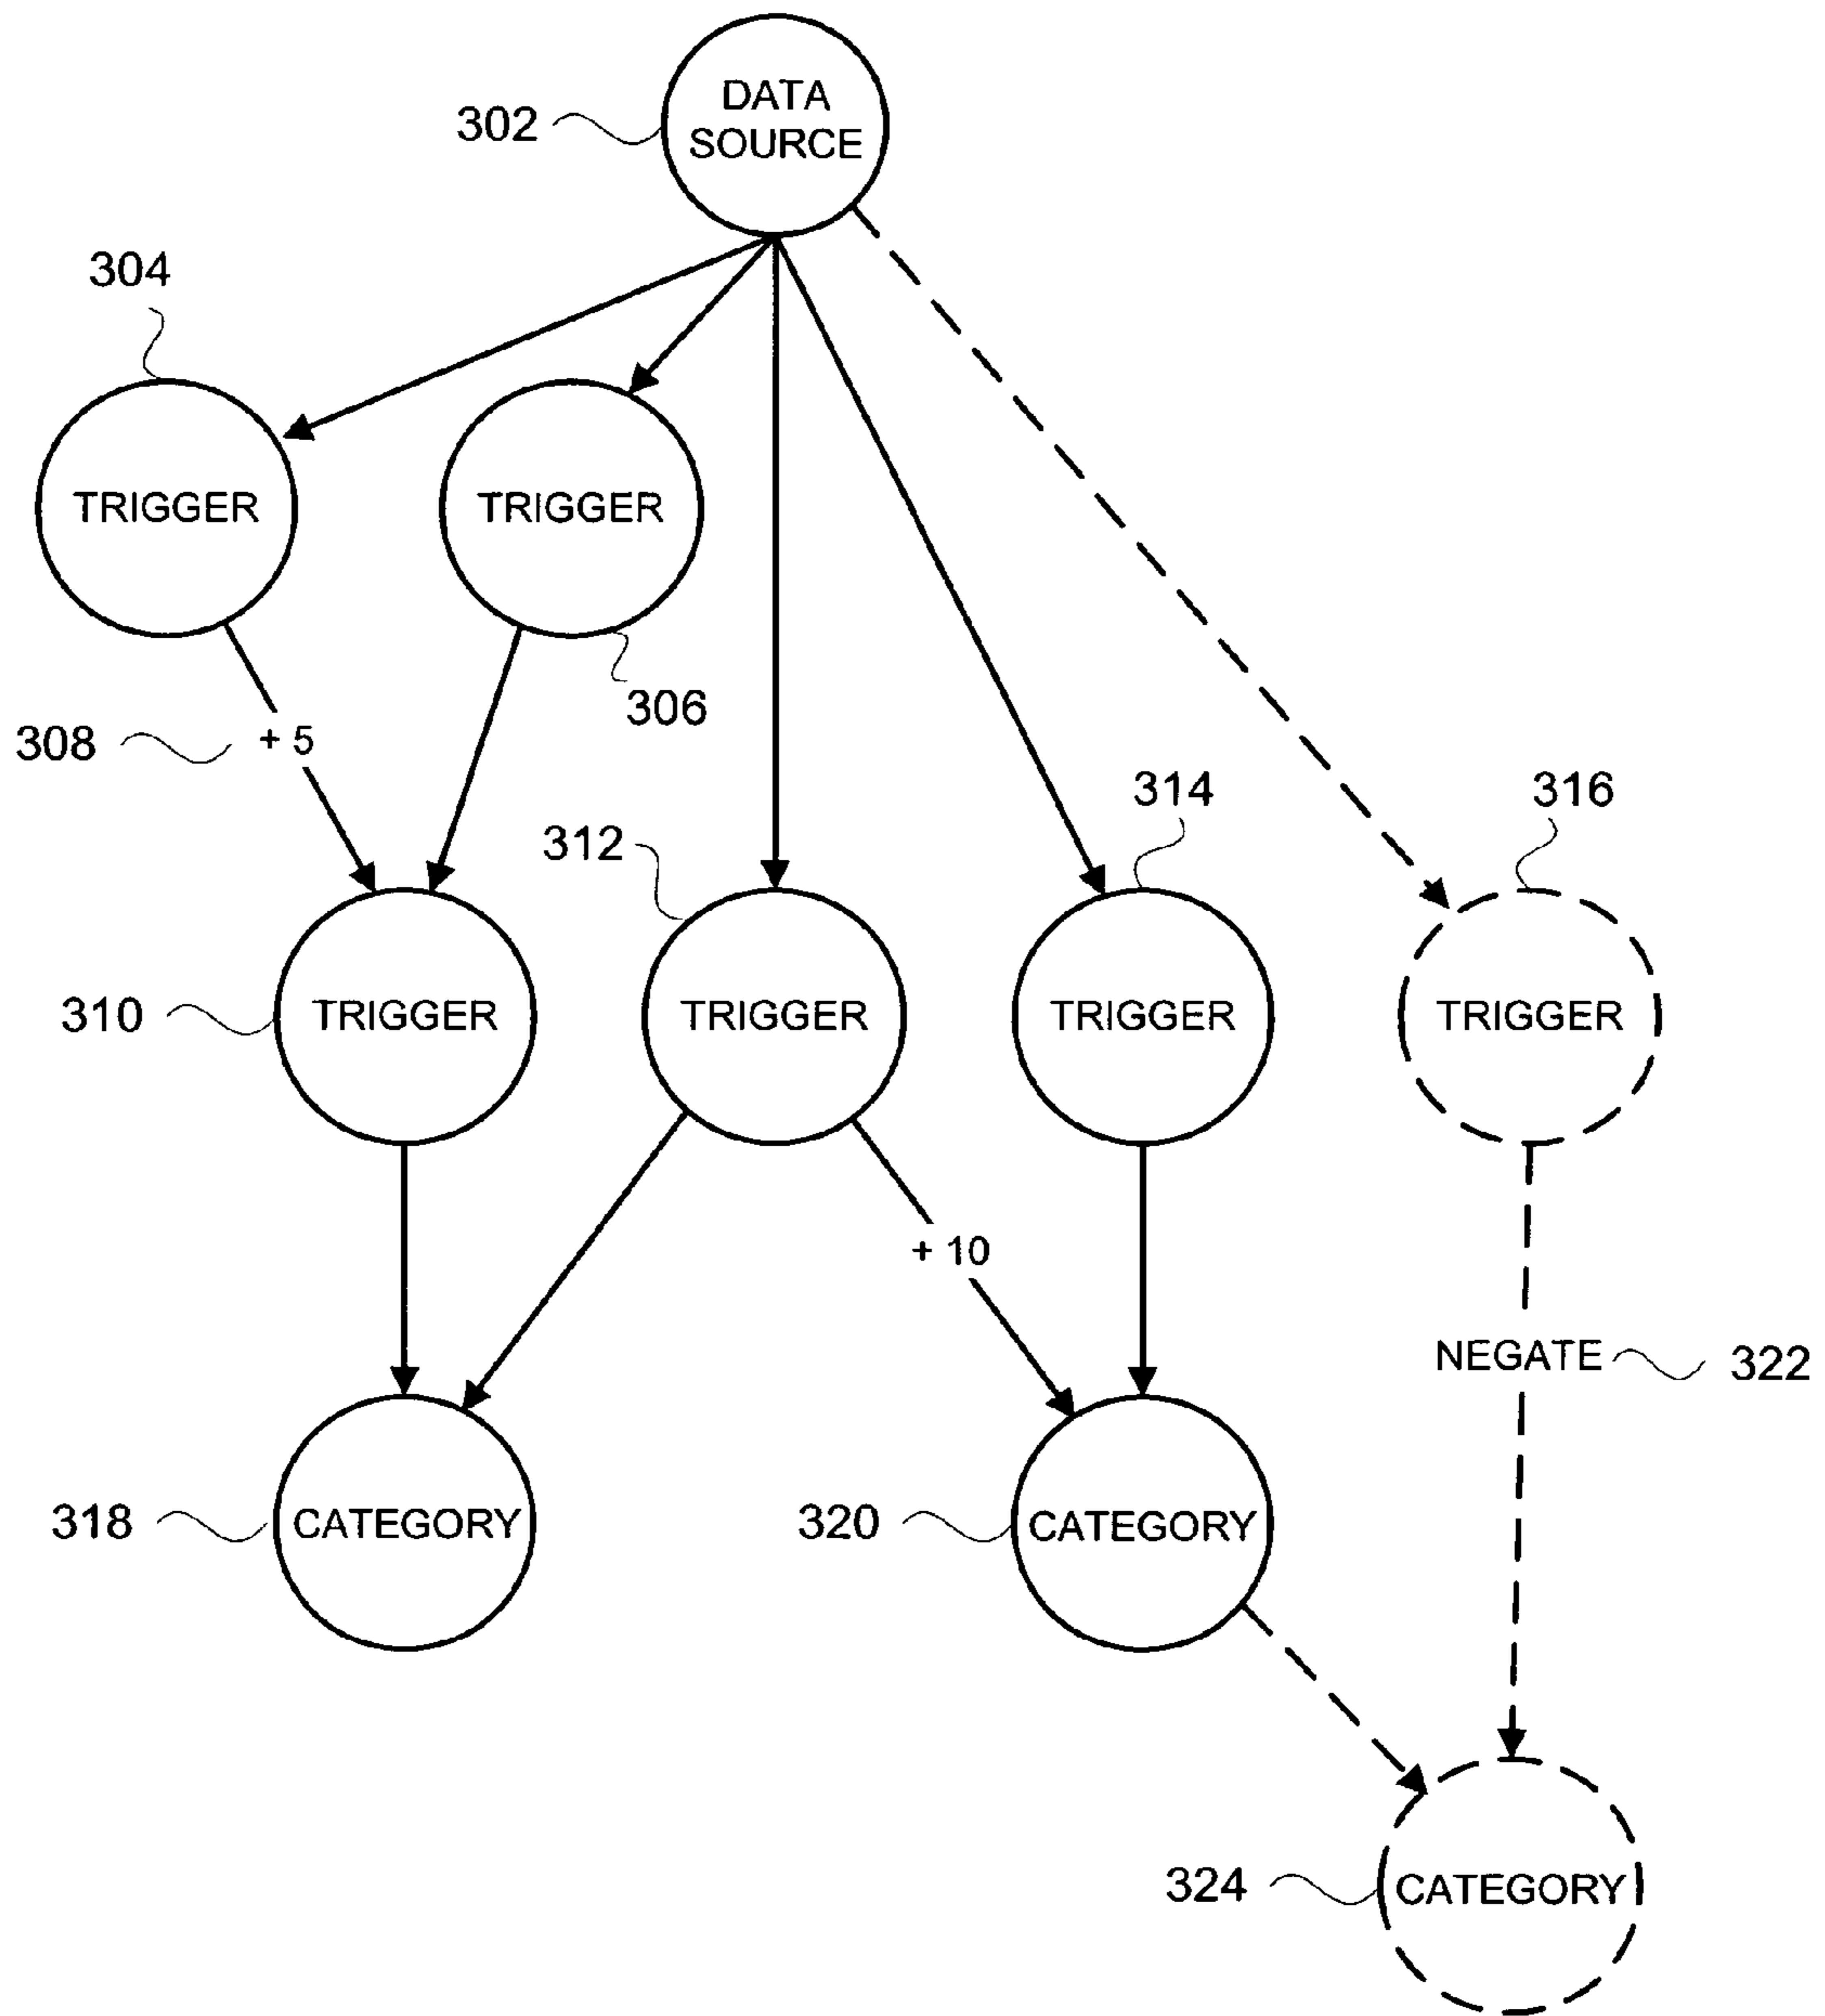 DATA
SOURCE
302
304
TRIGGER
TRIGGER
306
308
+ 5
312
314
316
310
TRIGGER
TRIGGER
TRIGGER
TRIGGER
+ 10
NEGATE
322
318
CATEGORY
320
CATEGORY
324
CATEGORY